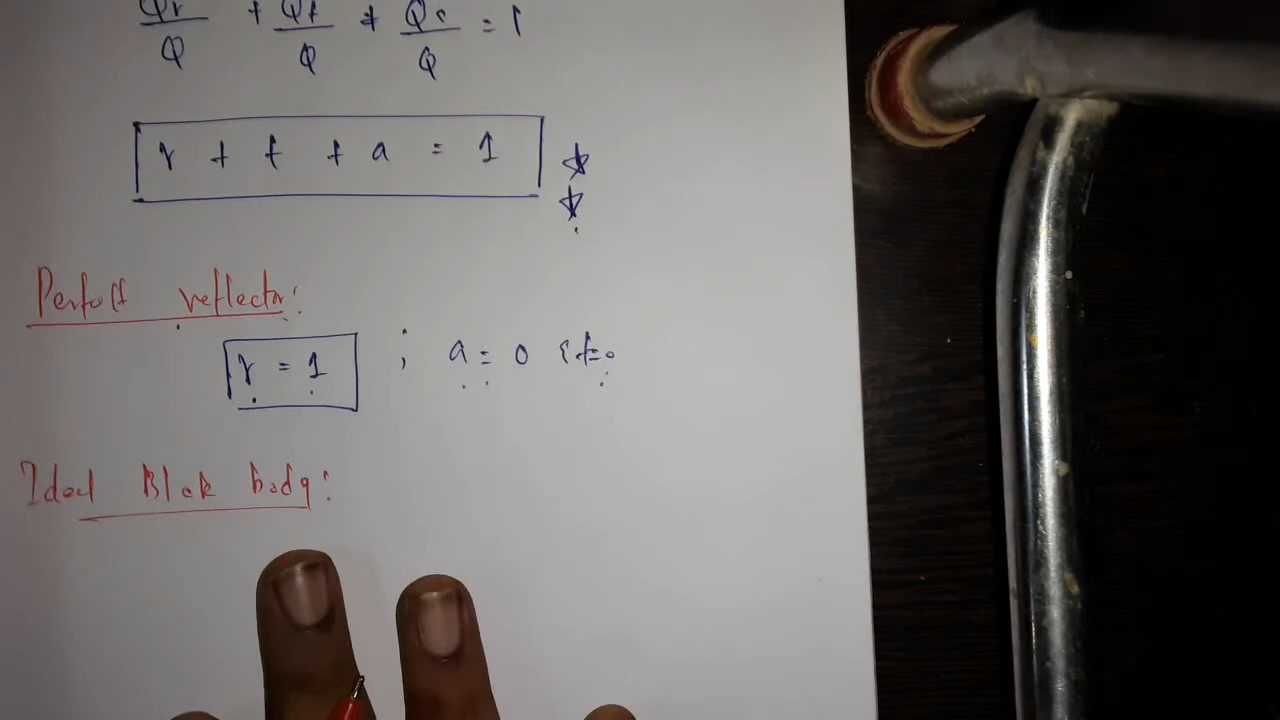 Qr/Q + Qt/Q + Qa/Q = 1
r + t + a = 1
Perfect reflector:
r = 1 ; a = 0 & t=0
Ideal Black body: